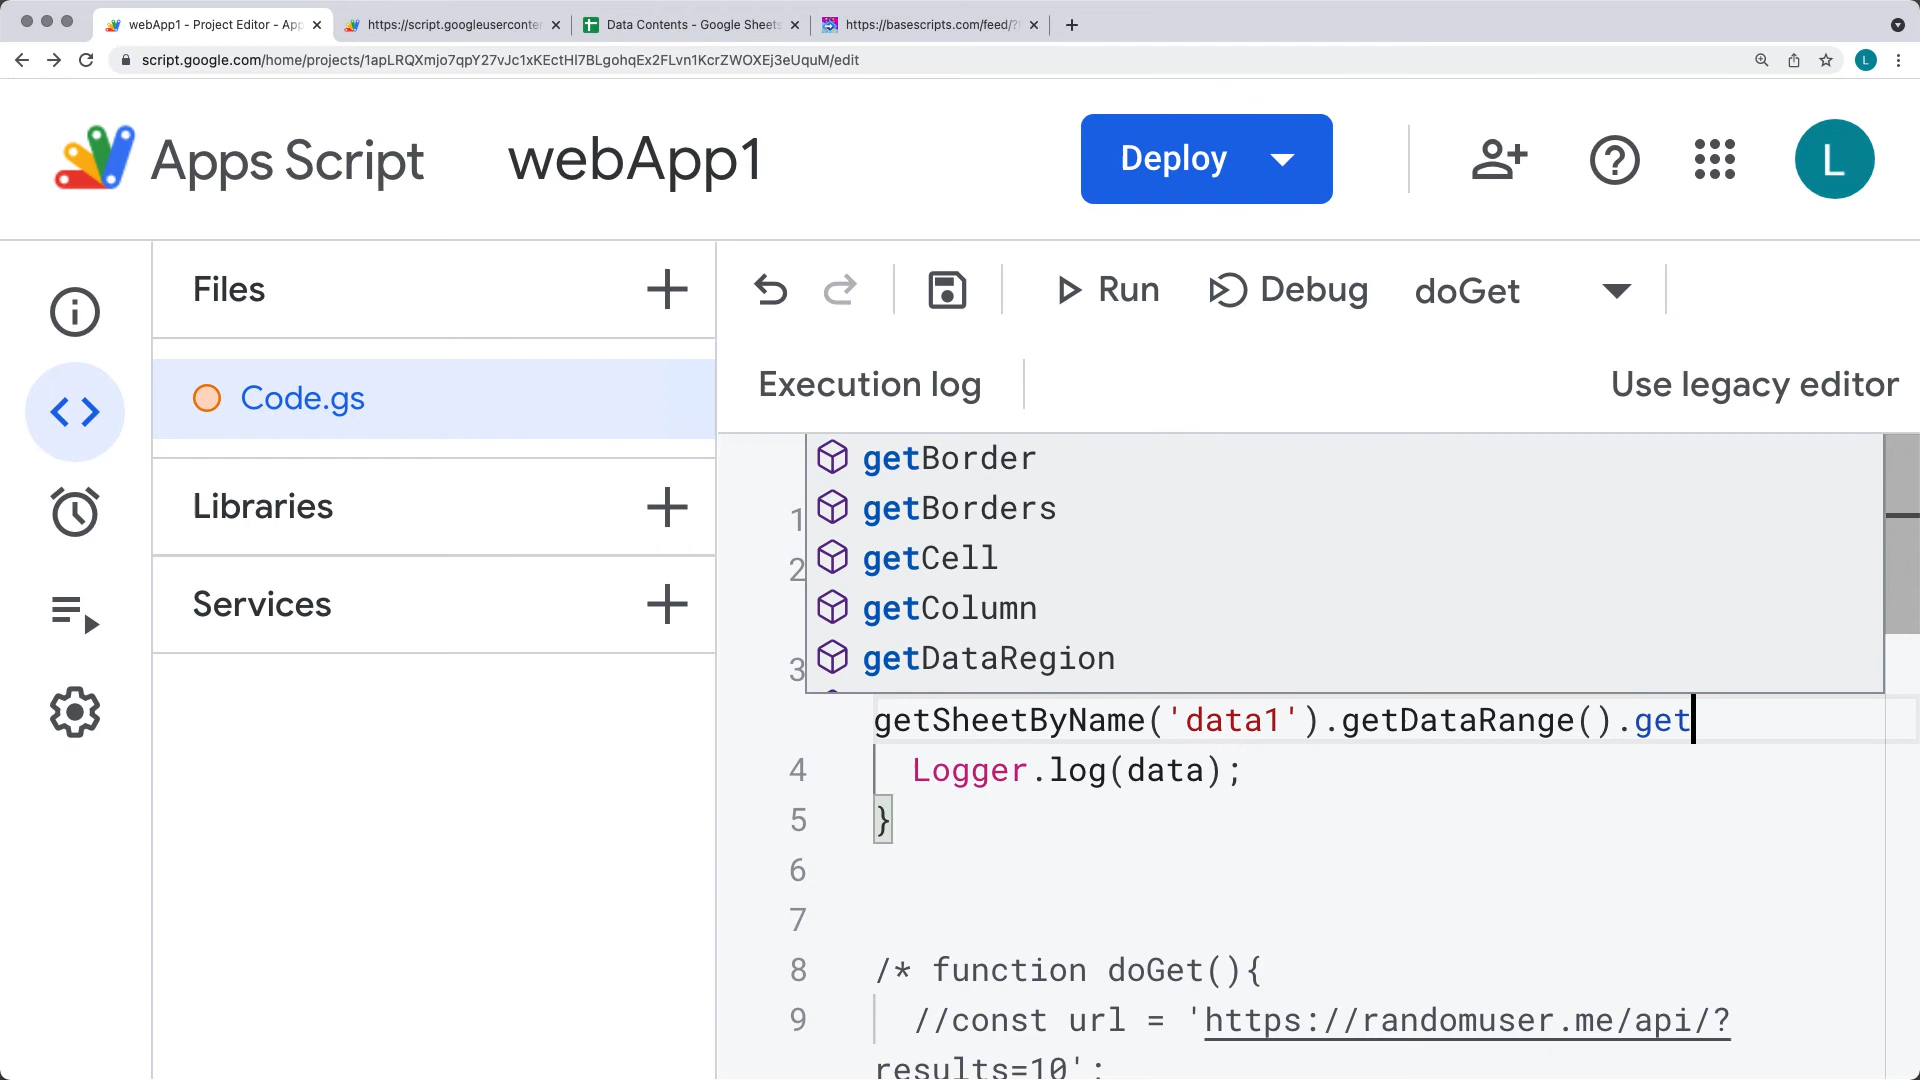 webApp1 - Project Editor - App
https://script.googleuserconter
Data Contents - Google Sheets
https://basescripts.com/feed/?
script.google.com/home/projects/1apLRQXmjo7qpY27vJc1xKEctHl7BLgohqEx2FLvn1KcrZWOXEj3eUquM/edit
L
Apps Script
webApp1
Deploy
L
Files
Run
Debug
doGet
Code.gs
Execution log
Use legacy editor
Libraries
Services
getBorder
1
getBorders
2
getCell
getColumn
3
getDataRegion
getSheetByName('data1').getDataRange().get
4 Logger.log(data);
5 }
6
7
8 /* function doGet(){
9 //const url = 'https://randomuser.me/api/?
results=10';